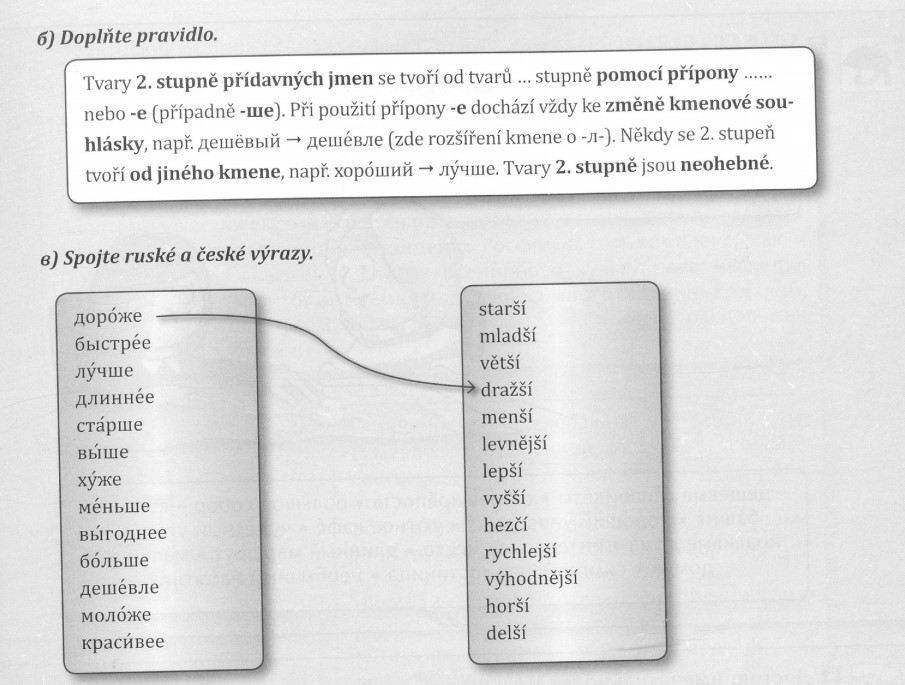 б) Doplňte pravidlo.
Tvary 2. stupně přídavných jmen se tvoří od tvarů ... stupně pomocí přípony ......
nebo -e (případně -ше). Při použití přípony -e dochází vždy ke změně kmenové sou-
hlásky, např. дешёвый → дешéвле (zde rozšíření kmene o -л-). Někdy se 2. stupeň
tvoří od jiného kmene, např. хорóший → лýчше. Tvary 2. stupně jsou neohebné.
в) Spojte ruské a české výrazy.
дорóже
быстрéе
лýчше
длиннéе
стáрше
вы́ше
хýже
мéньше
вы́годнее
бóльше
дешéвле
молóже
краси́вее
starší
mladší
větší
dražší
menší
levnější
lepší
vyšší
hezčí
rychlejší
výhodnější
horší
delší